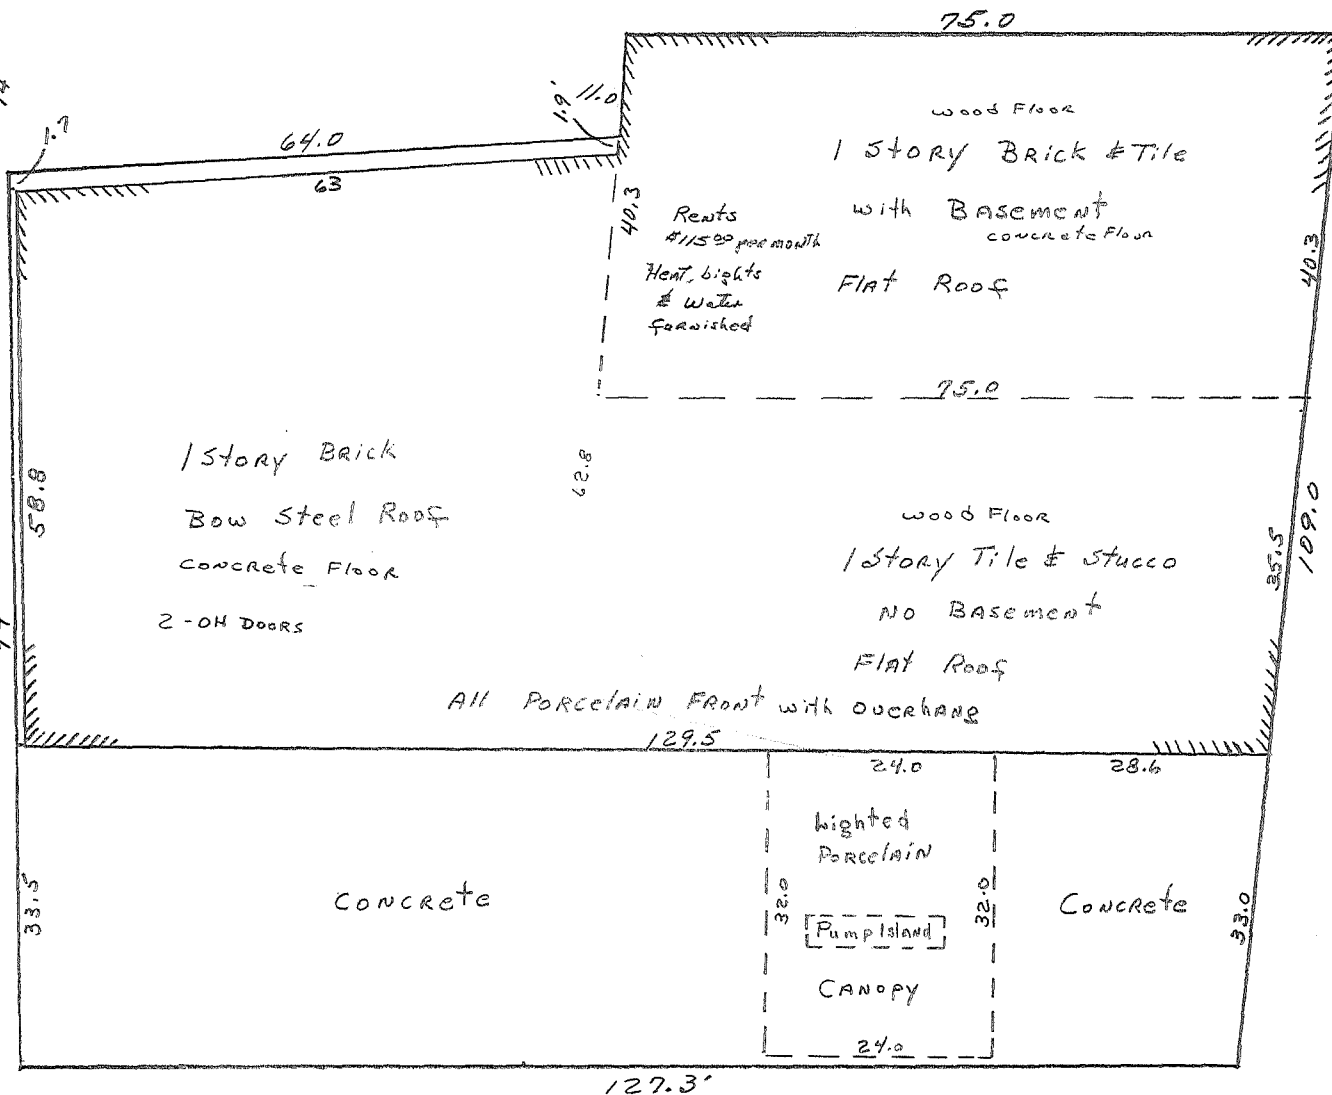 75.0
11.0
1.9'
1.7
64.0
63
wood Floor
1 Story Brick & Tile
with Basement
concrete Floor
Flat Roof
40.3
Rents
$115.00 per month
Heat, Lights
& Water
furnished
40.3
75.0
1 Story Brick
Bow Steel Roof
Concrete Floor
2-OH DOORS
58.8
62.8
wood Floor
1 Story Tile & Stucco
No Basement
Flat Roof
35.5
109.0
All Porcelain Front with overhang
129.5
24.0
28.6
Lighted
Porcelain
Pump Island
Canopy
32.0
32.0
24.0
Concrete
Concrete
33.5
33.0
127.3'